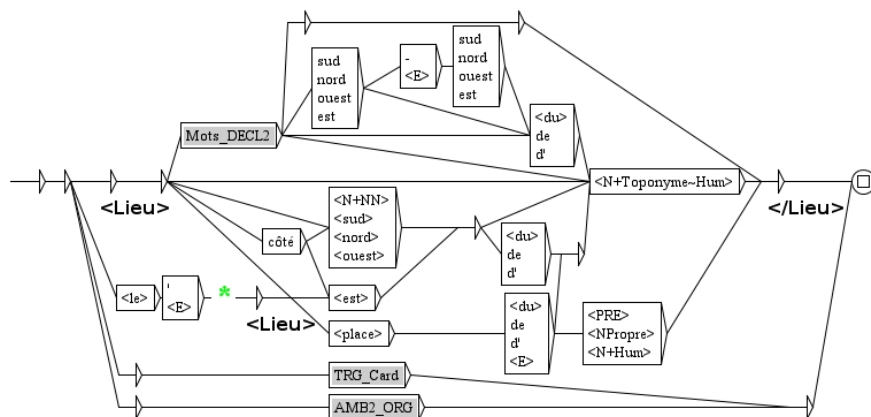 sud
nord
ouest
est
-
<E>
sud
nord
ouest
est
Mots_DECL2
<du>
de
d'
<N+Toponyme~Hum>
<Lieu>
</Lieu>
<N+NN>
<sud>
<nord>
<ouest>
côté
<du>
de
d'
<le>
'
<E>
*
<Lieu>
<est>
<place>
<du>
de
d'
<E>
<PRE>
<NPropre>
<N+Hum>
TRG_Card
AMB2_ORG